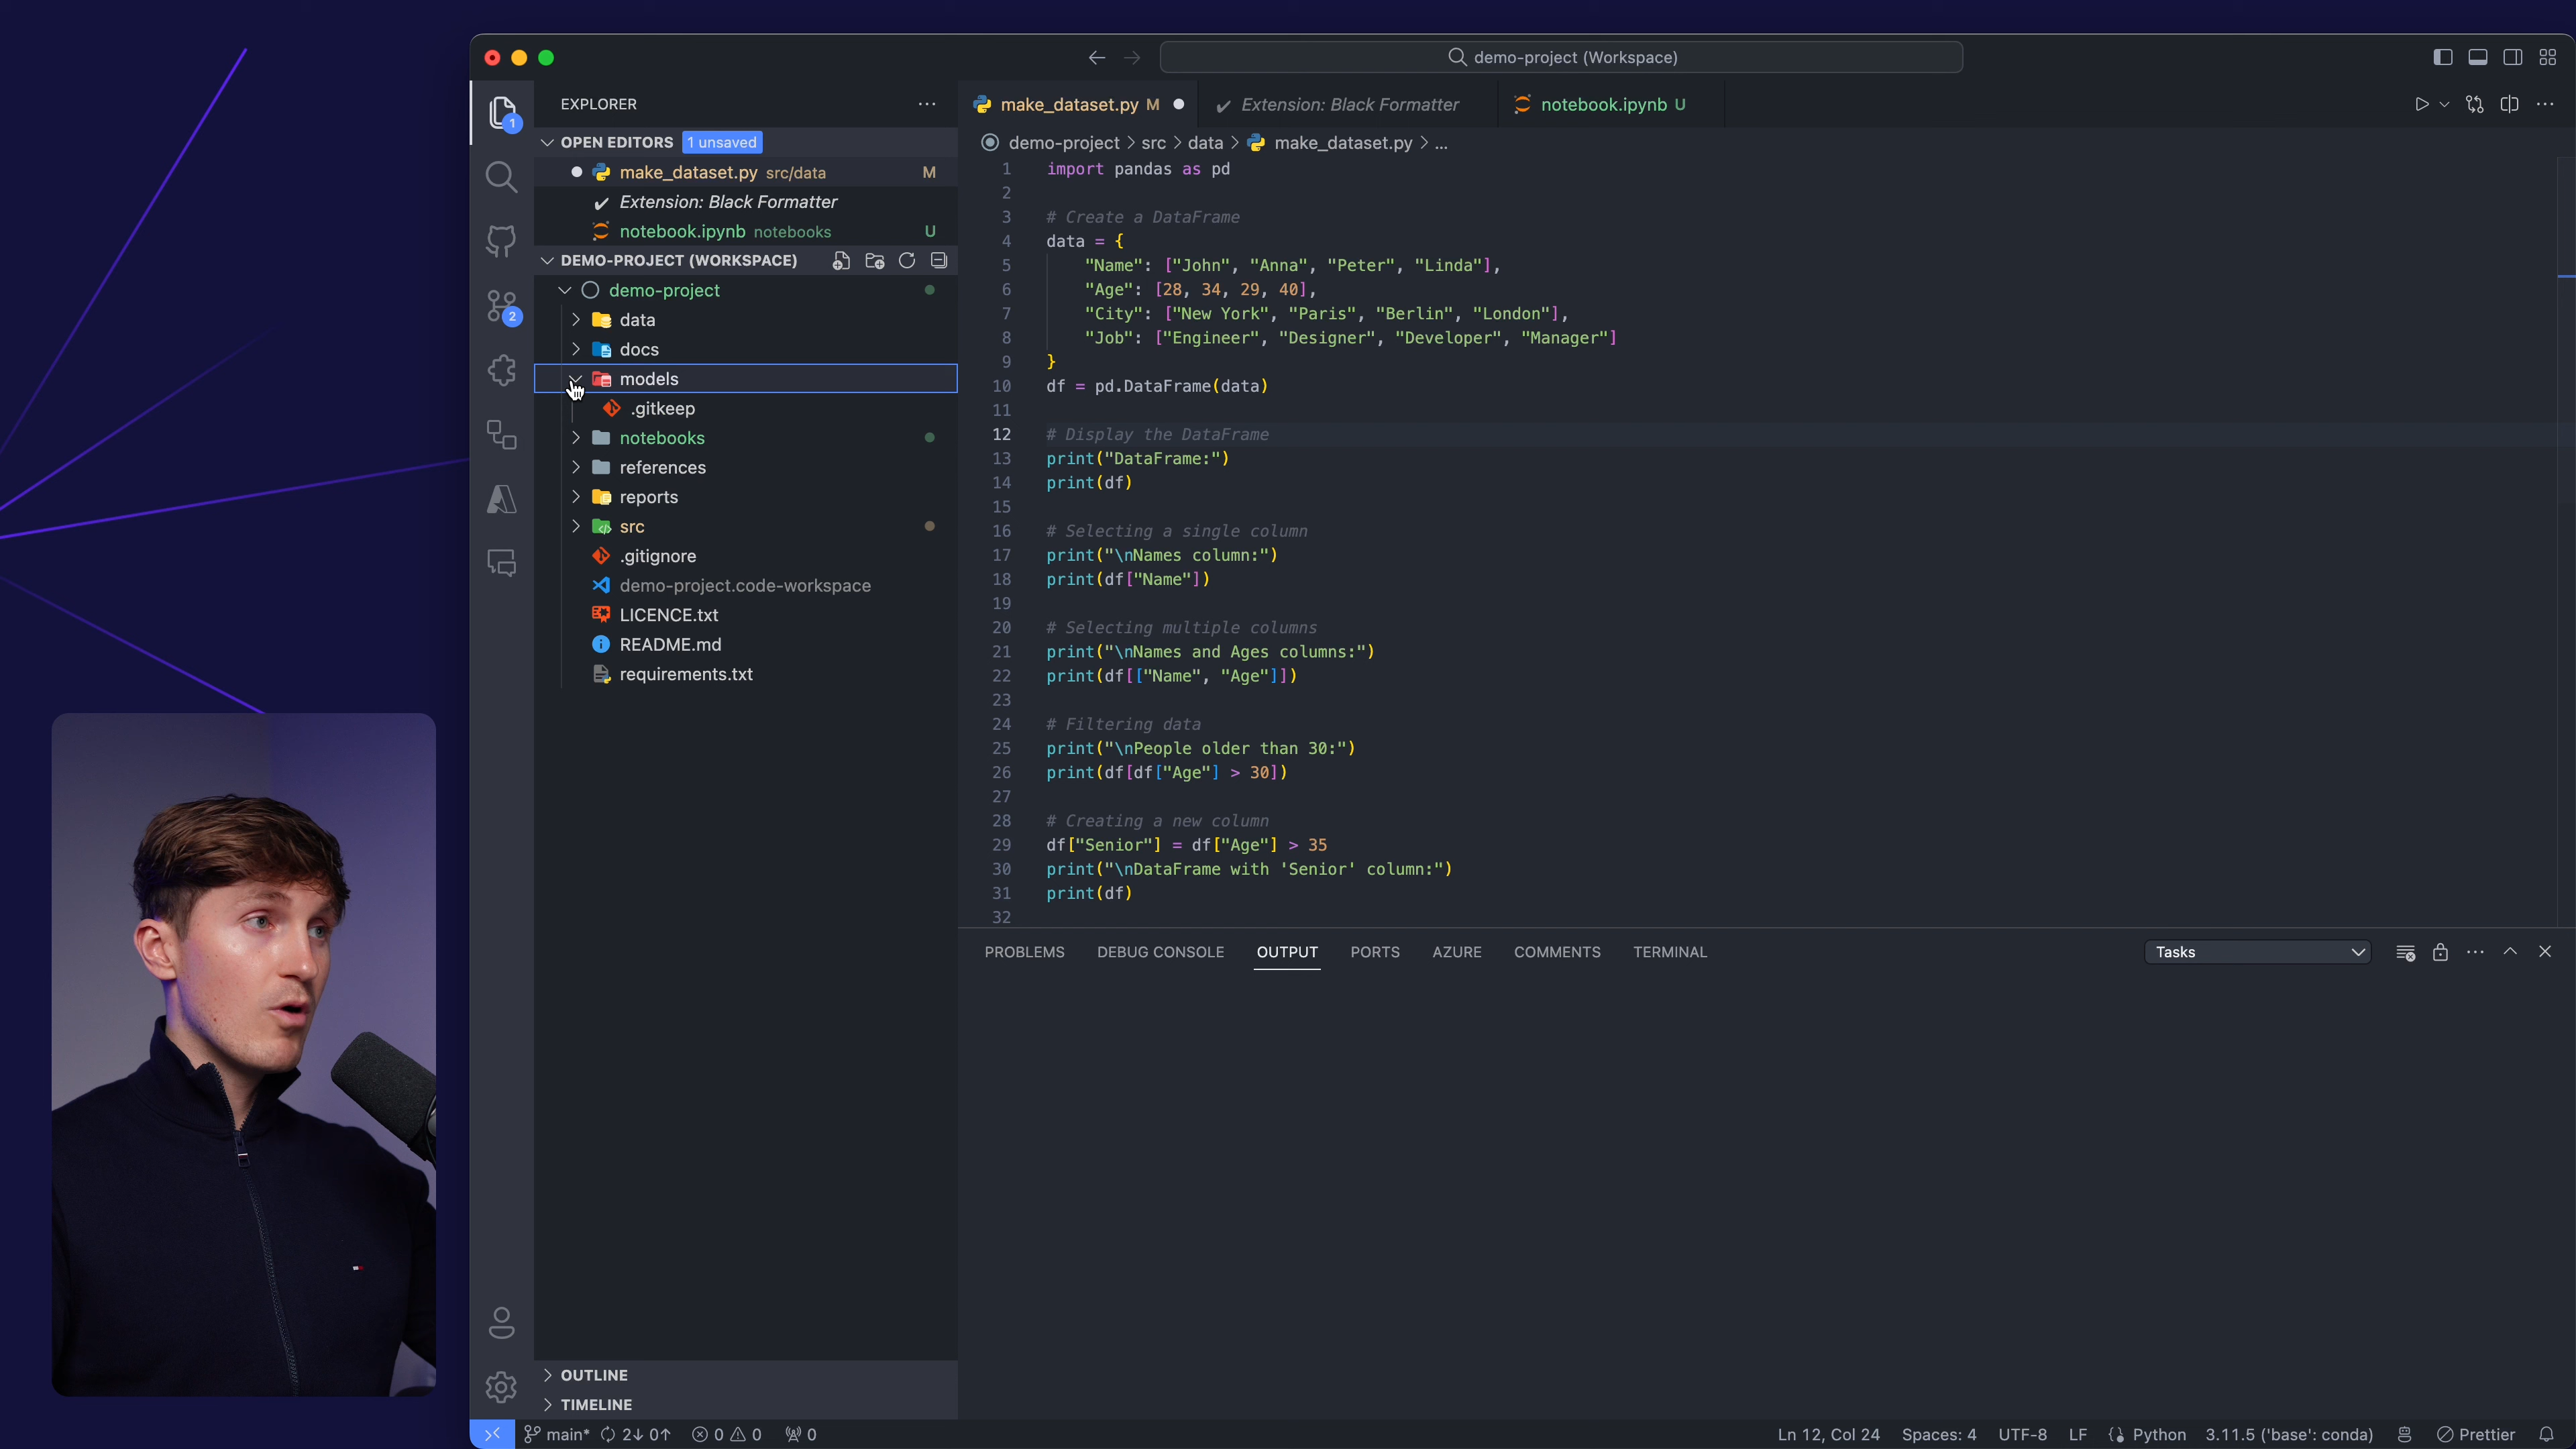 demo-project (Workspace)
EXPLORER
OPEN EDITORS 1 unsaved
make_dataset.py src/data M
Extension: Black Formatter
notebook.ipynb notebooks U
DEMO-PROJECT (WORKSPACE)
demo-project
data
docs
models
.gitkeep
notebooks
references
reports
src
.gitignore
demo-project.code-workspace
LICENCE.txt
README.md
requirements.txt
OUTLINE
TIMELINE
1
2
make_dataset.py M
Extension: Black Formatter
notebook.ipynb U
demo-project > src > data > make_dataset.py > ...
1 import pandas as pd
2
3 # Create a DataFrame
4 data = {
5 "Name": ["John", "Anna", "Peter", "Linda"],
6 "Age": [28, 34, 29, 40],
7 "City": ["New York", "Paris", "Berlin", "London"],
8 "Job": ["Engineer", "Designer", "Developer", "Manager"]
9 }
10 df = pd.DataFrame(data)
11
12 # Display the DataFrame
13 print("DataFrame:")
14 print(df)
15
16 # Selecting a single column
17 print("\nNames column:")
18 print(df["Name"])
19
20 # Selecting multiple columns
21 print("\nNames and Ages columns:")
22 print(df[["Name", "Age"]])
23
24 # Filtering data
25 print("\nPeople older than 30:")
26 print(df[df["Age"] > 30])
27
28 # Creating a new column
29 df["Senior"] = df["Age"] > 35
30 print("\nDataFrame with 'Senior' column:")
31 print(df)
32
PROBLEMS DEBUG CONSOLE OUTPUT PORTS AZURE COMMENTS TERMINAL Tasks
main* 2↓ 0↑ 0 0 0 Ln 12, Col 24 Spaces: 4 UTF-8 LF Python 3.11.5 ('base': conda) Prettier